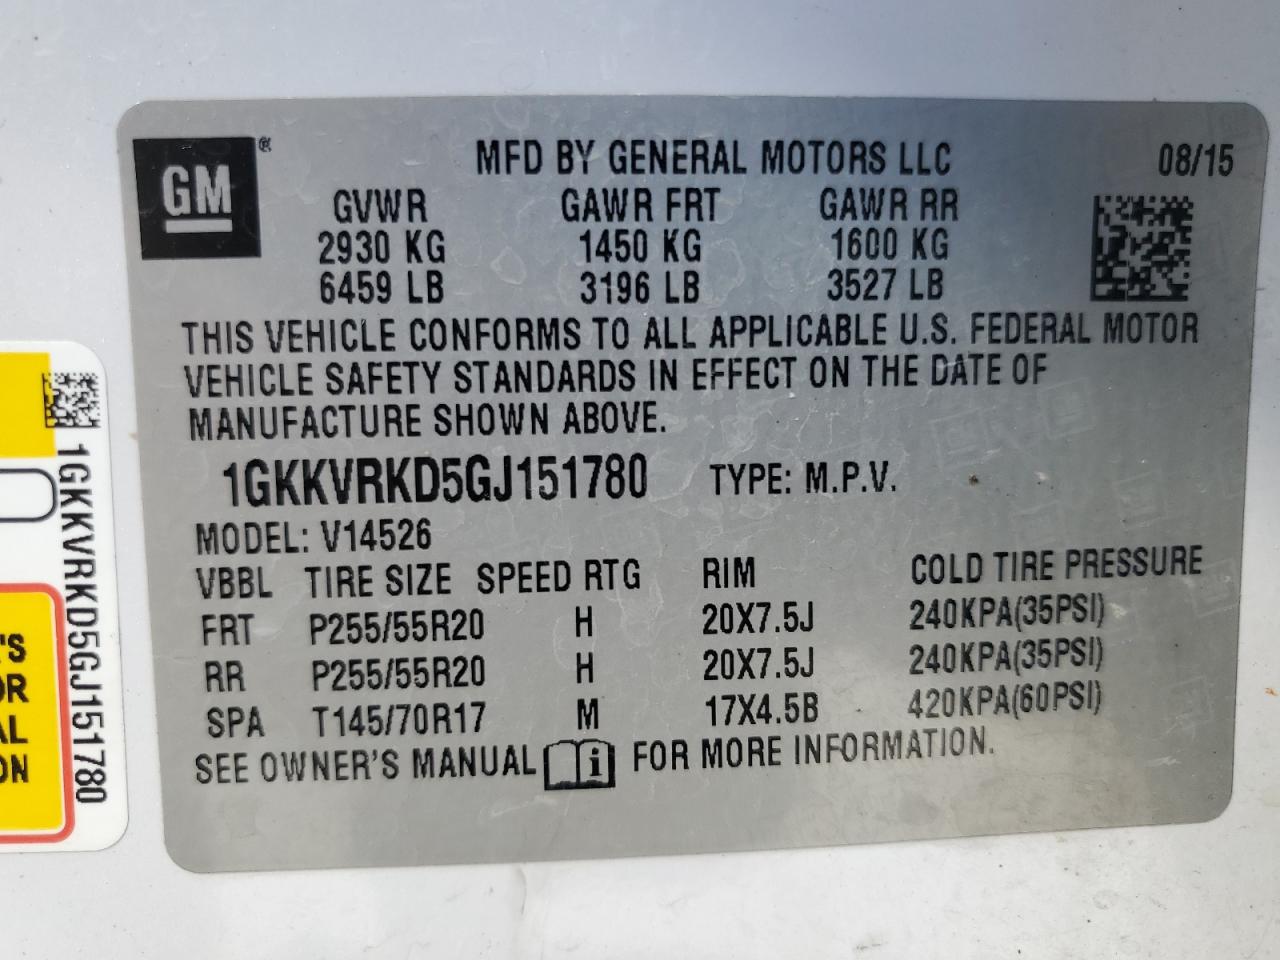 GM ®
MFD BY GENERAL MOTORS LLC 08/15
GVWR GAWR FRT GAWR RR
2930 KG 1450 KG 1600 KG
6459 LB 3196 LB 3527 LB
THIS VEHICLE CONFORMS TO ALL APPLICABLE U.S. FEDERAL MOTOR
VEHICLE SAFETY STANDARDS IN EFFECT ON THE DATE OF
MANUFACTURE SHOWN ABOVE.
1GKKVRKD5GJ151780 TYPE: M.P.V.
MODEL: V14526
VBBL TIRE SIZE SPEED RTG RIM COLD TIRE PRESSURE
FRT P255/55R20 H 20X7.5J 240KPA(35PSI)
RR P255/55R20 H 20X7.5J 240KPA(35PSI)
SPA T145/70R17 M 17X4.5B 420KPA(60PSI)
SEE OWNER'S MANUAL i FOR MORE INFORMATION.
1GKKVRKD5GJ151780
'S
OR
AL
ON